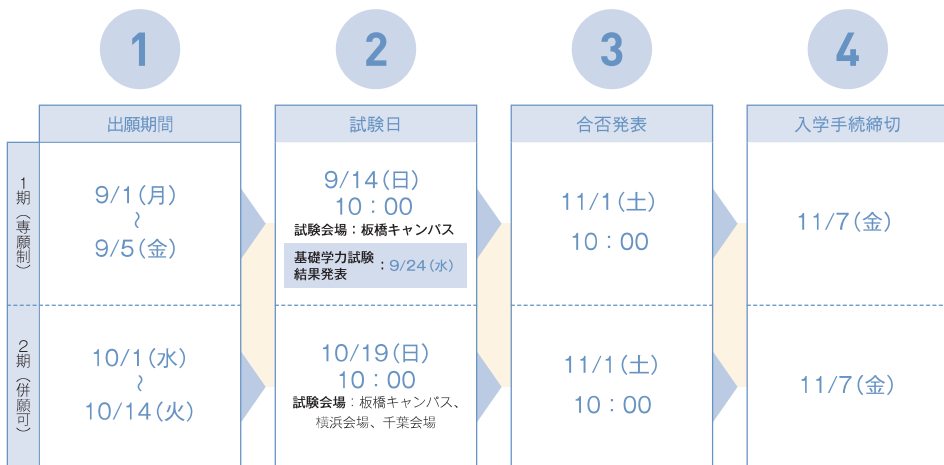 1
2
3
4
出願期間
試験日
合否発表
入学手続締切
1期（専願制）
9/1（月）
〜
9/5（金）
9/14（日）
10：00
試験会場：板橋キャンパス
基礎学力試験
結果発表
：9/24（水）
11/1（土）
10：00
11/7（金）
2期（併願可）
10/1（水）
〜
10/14（火）
10/19（日）
10：00
試験会場：板橋キャンパス、
横浜会場、千葉会場
11/1（土）
10：00
11/7（金）